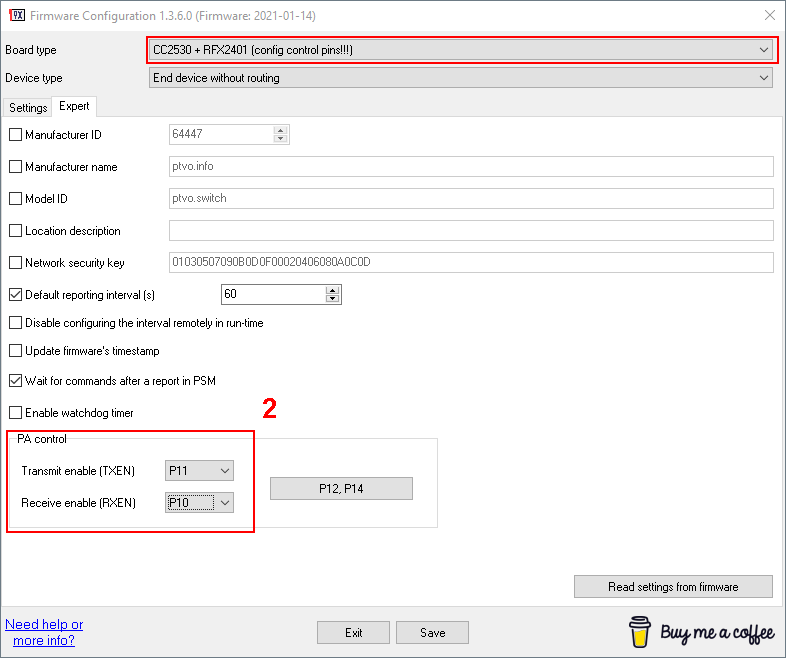 Firmware Configuration 1.3.6.0 (Firmware: 2021-01-14)
Board type
CC2530 + RFX2401 (config control pins!!!)
Device type
End device without routing
Settings
Expert
Manufacturer ID
64447
Manufacturer name
ptvo.info
Model ID
ptvo.switch
Location description
Network security key
01030507090B0D0F00020406080A0C0D
Default reporting interval (s)
60
Disable configuring the interval remotely in run-time
Update firmware's timestamp
Wait for commands after a report in PSM
Enable watchdog timer
2
PA control
Transmit enable (TXEN)
P11
Receive enable (RXEN)
P10
P12, P14
Read settings from firmware
Need help or
more info?
Exit
Save
Buy me a coffee